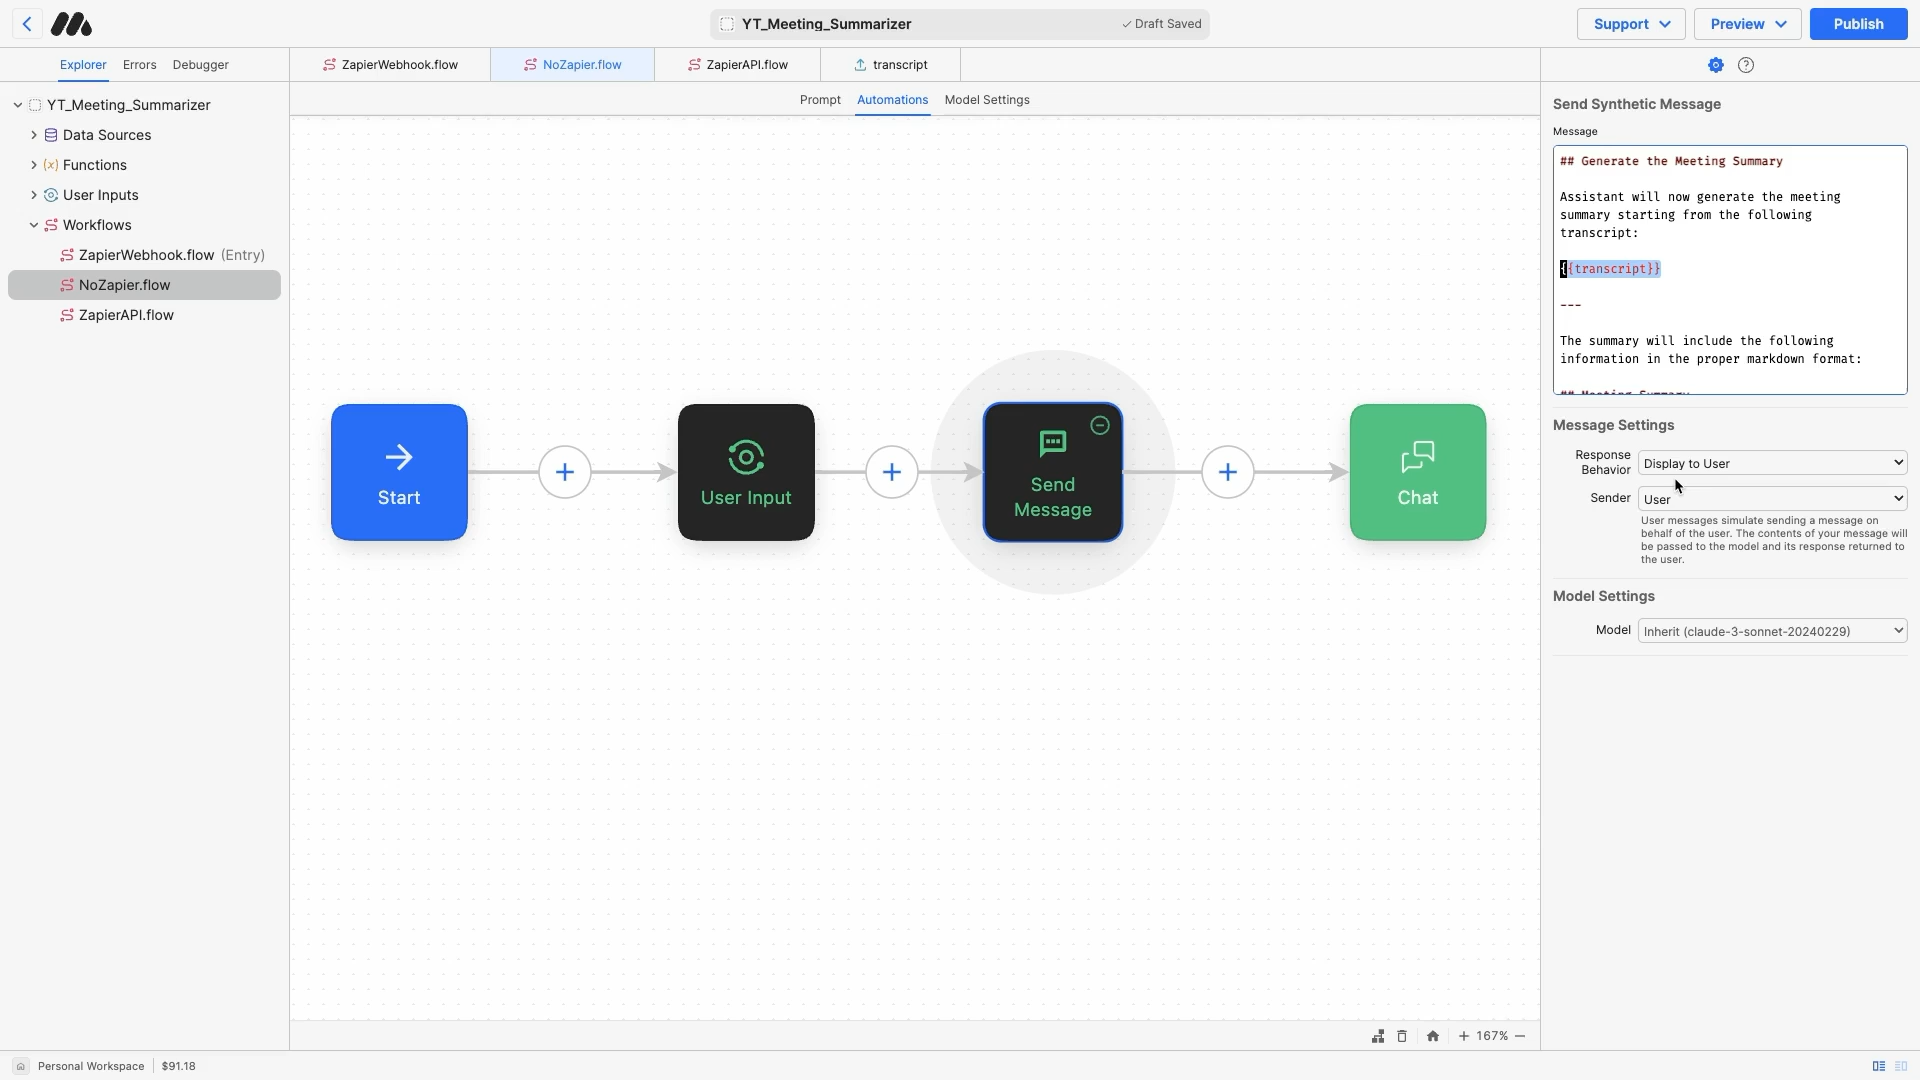 YT_Meeting_Summarizer
✓ Draft Saved
Support
Preview
Publish
Explorer
Errors
Debugger
ZapierWebhook.flow
NoZapier.flow
ZapierAPI.flow
transcript
YT_Meeting_Summarizer
Data Sources
Functions
User Inputs
Workflows
ZapierWebhook.flow (Entry)
NoZapier.flow
ZapierAPI.flow
Prompt
Automations
Model Settings
Start
User Input
Send
Message
Chat
Send Synthetic Message
Message
## Generate the Meeting Summary
Assistant will now generate the meeting
summary starting from the following
transcript:
{{transcript}}
---
The summary will include the following
information in the proper markdown format:
## Meeting Summary
Message Settings
Response
Behavior
Display to User
Sender
User
User messages simulate sending a message on
behalf of the user. The contents of your message will
be passed to the model and its response returned to
the user.
Model Settings
Model
Inherit (claude-3-sonnet-20240229)
167%
Personal Workspace
$91.18